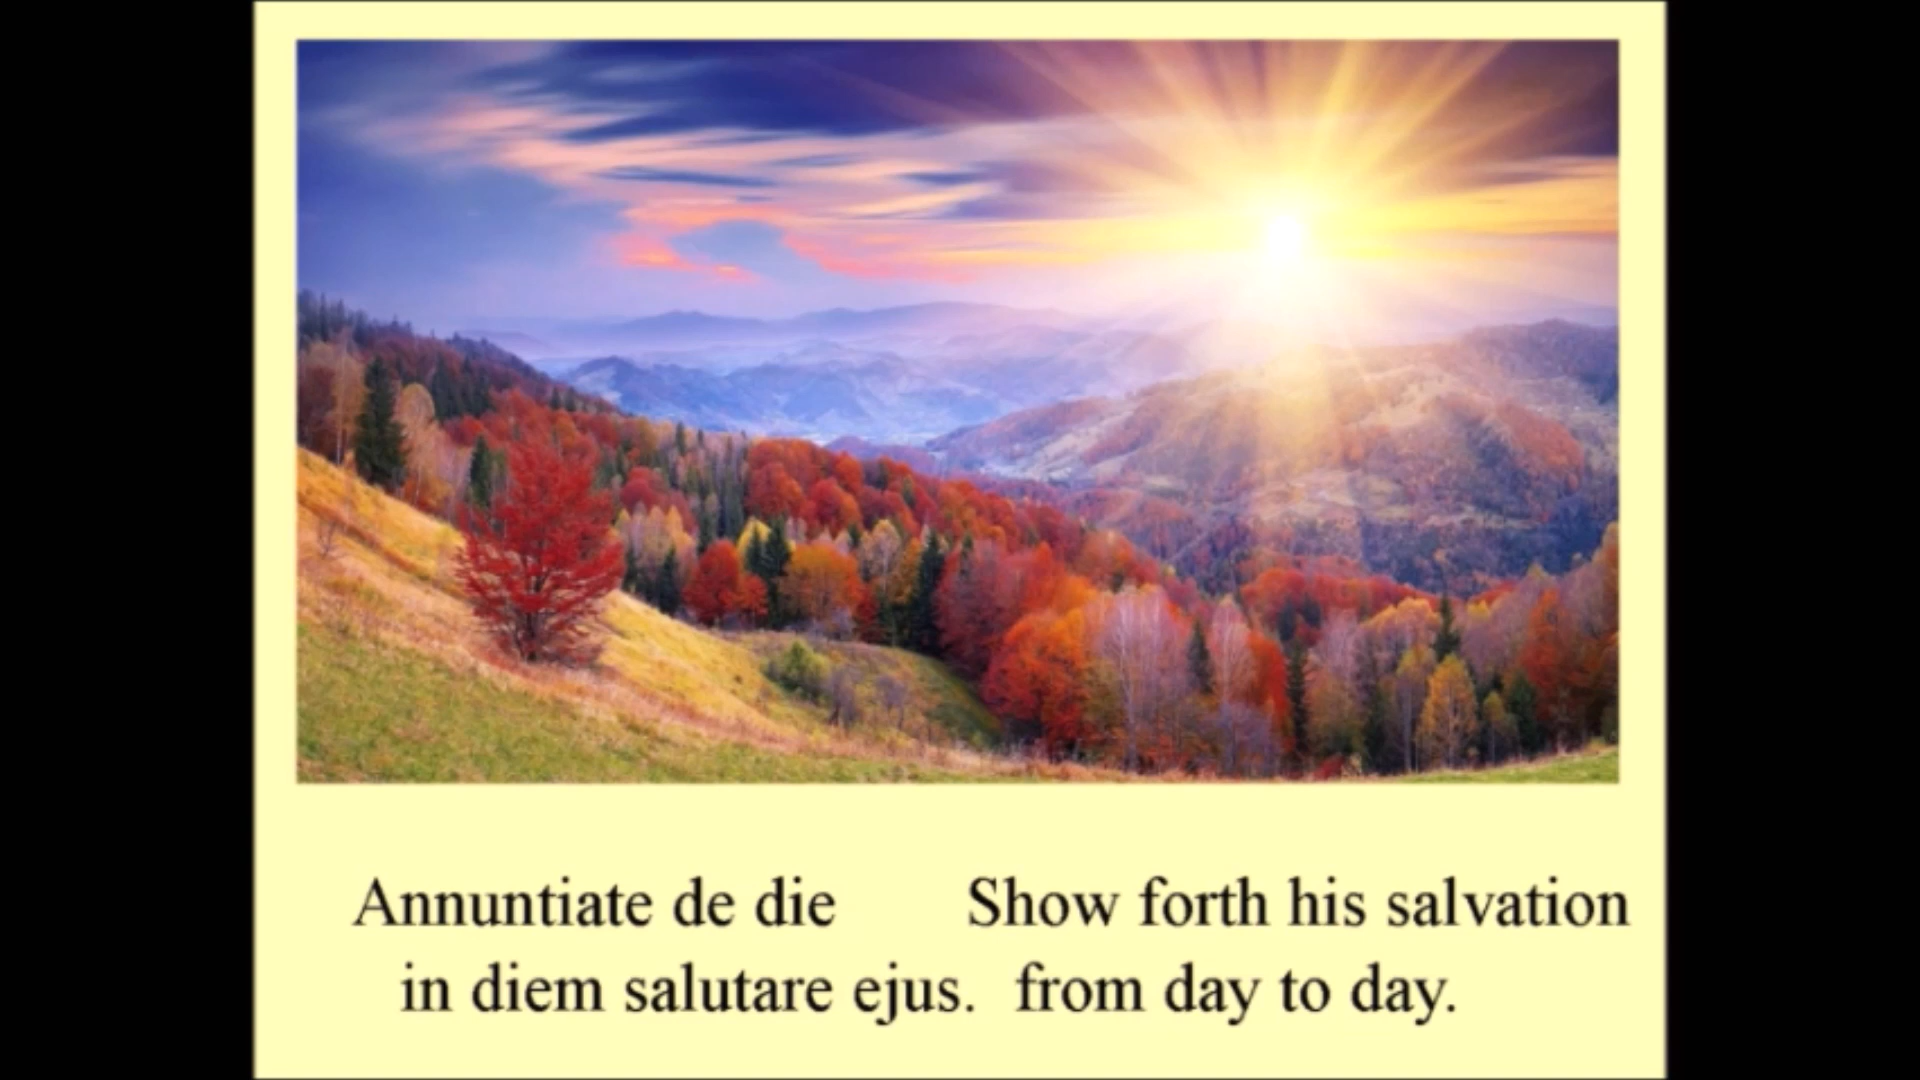 Annuntiate de die
in diem salutare ejus.
Show forth his salvation
from day to day.